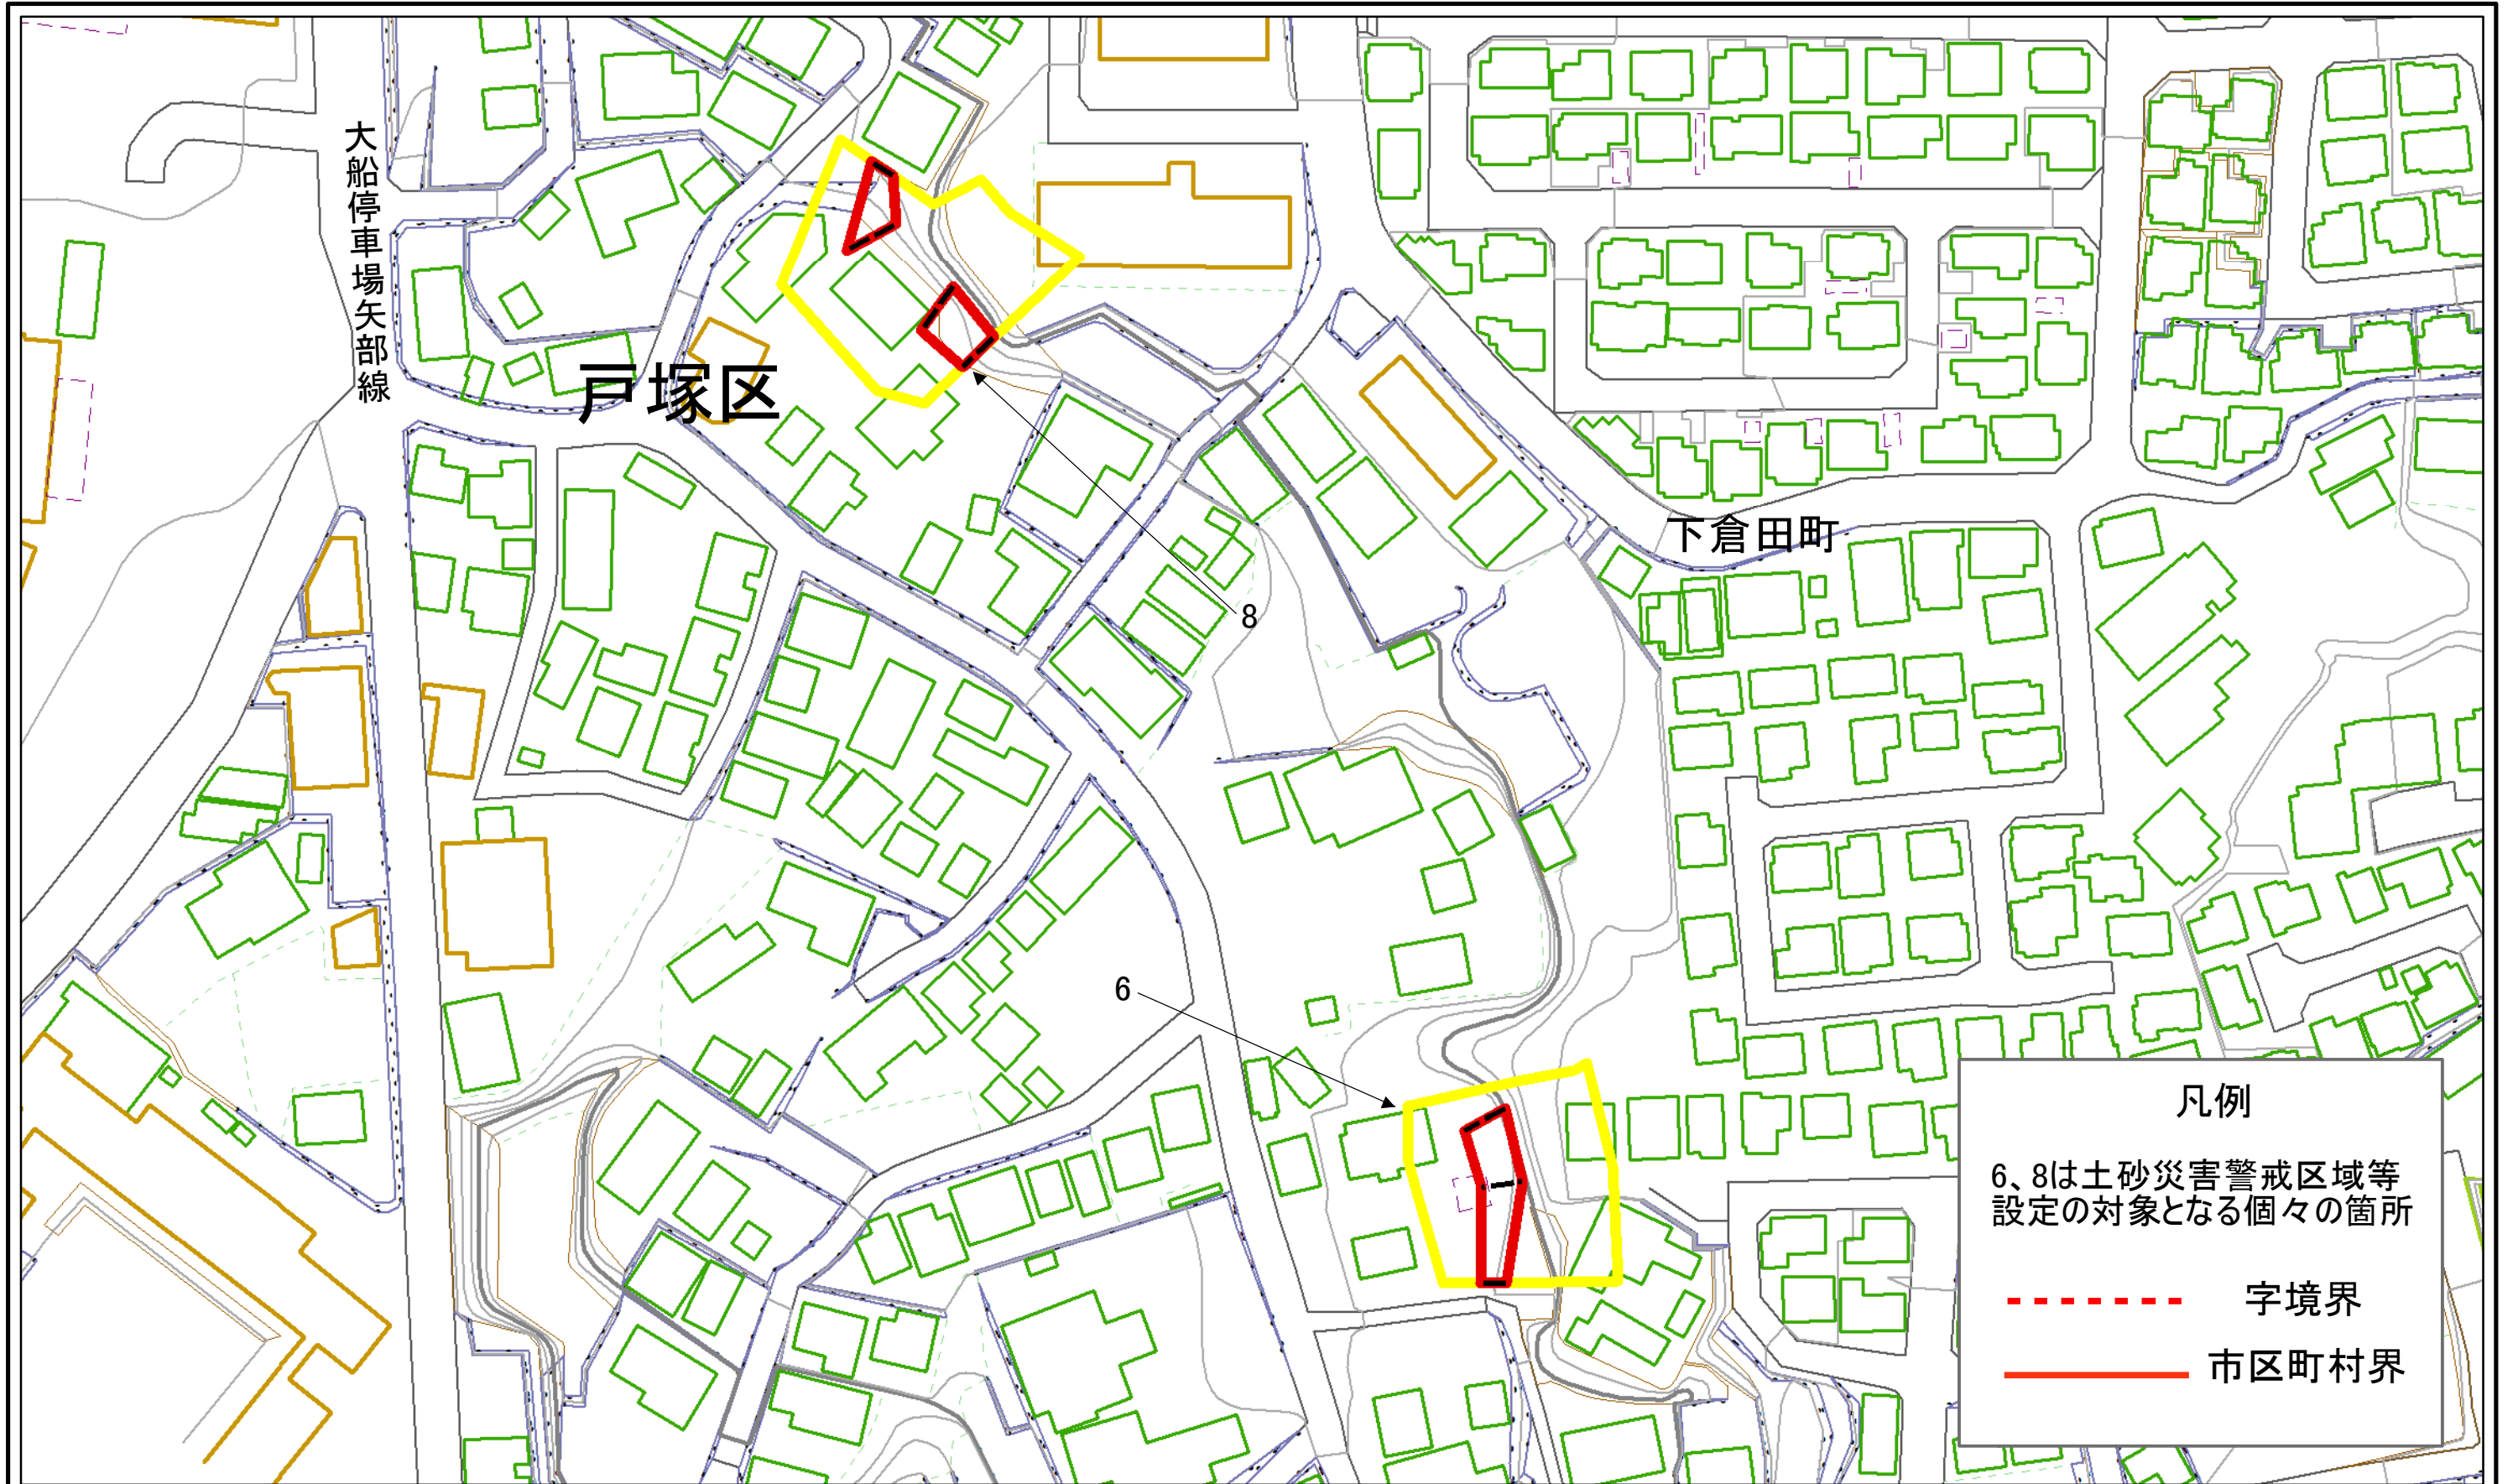 大船停車場矢部線
戸塚区
下倉田町
8
6
凡例
6、8は土砂災害警戒区域等
設定の対象となる個々の箇所
字境界
市区町村界